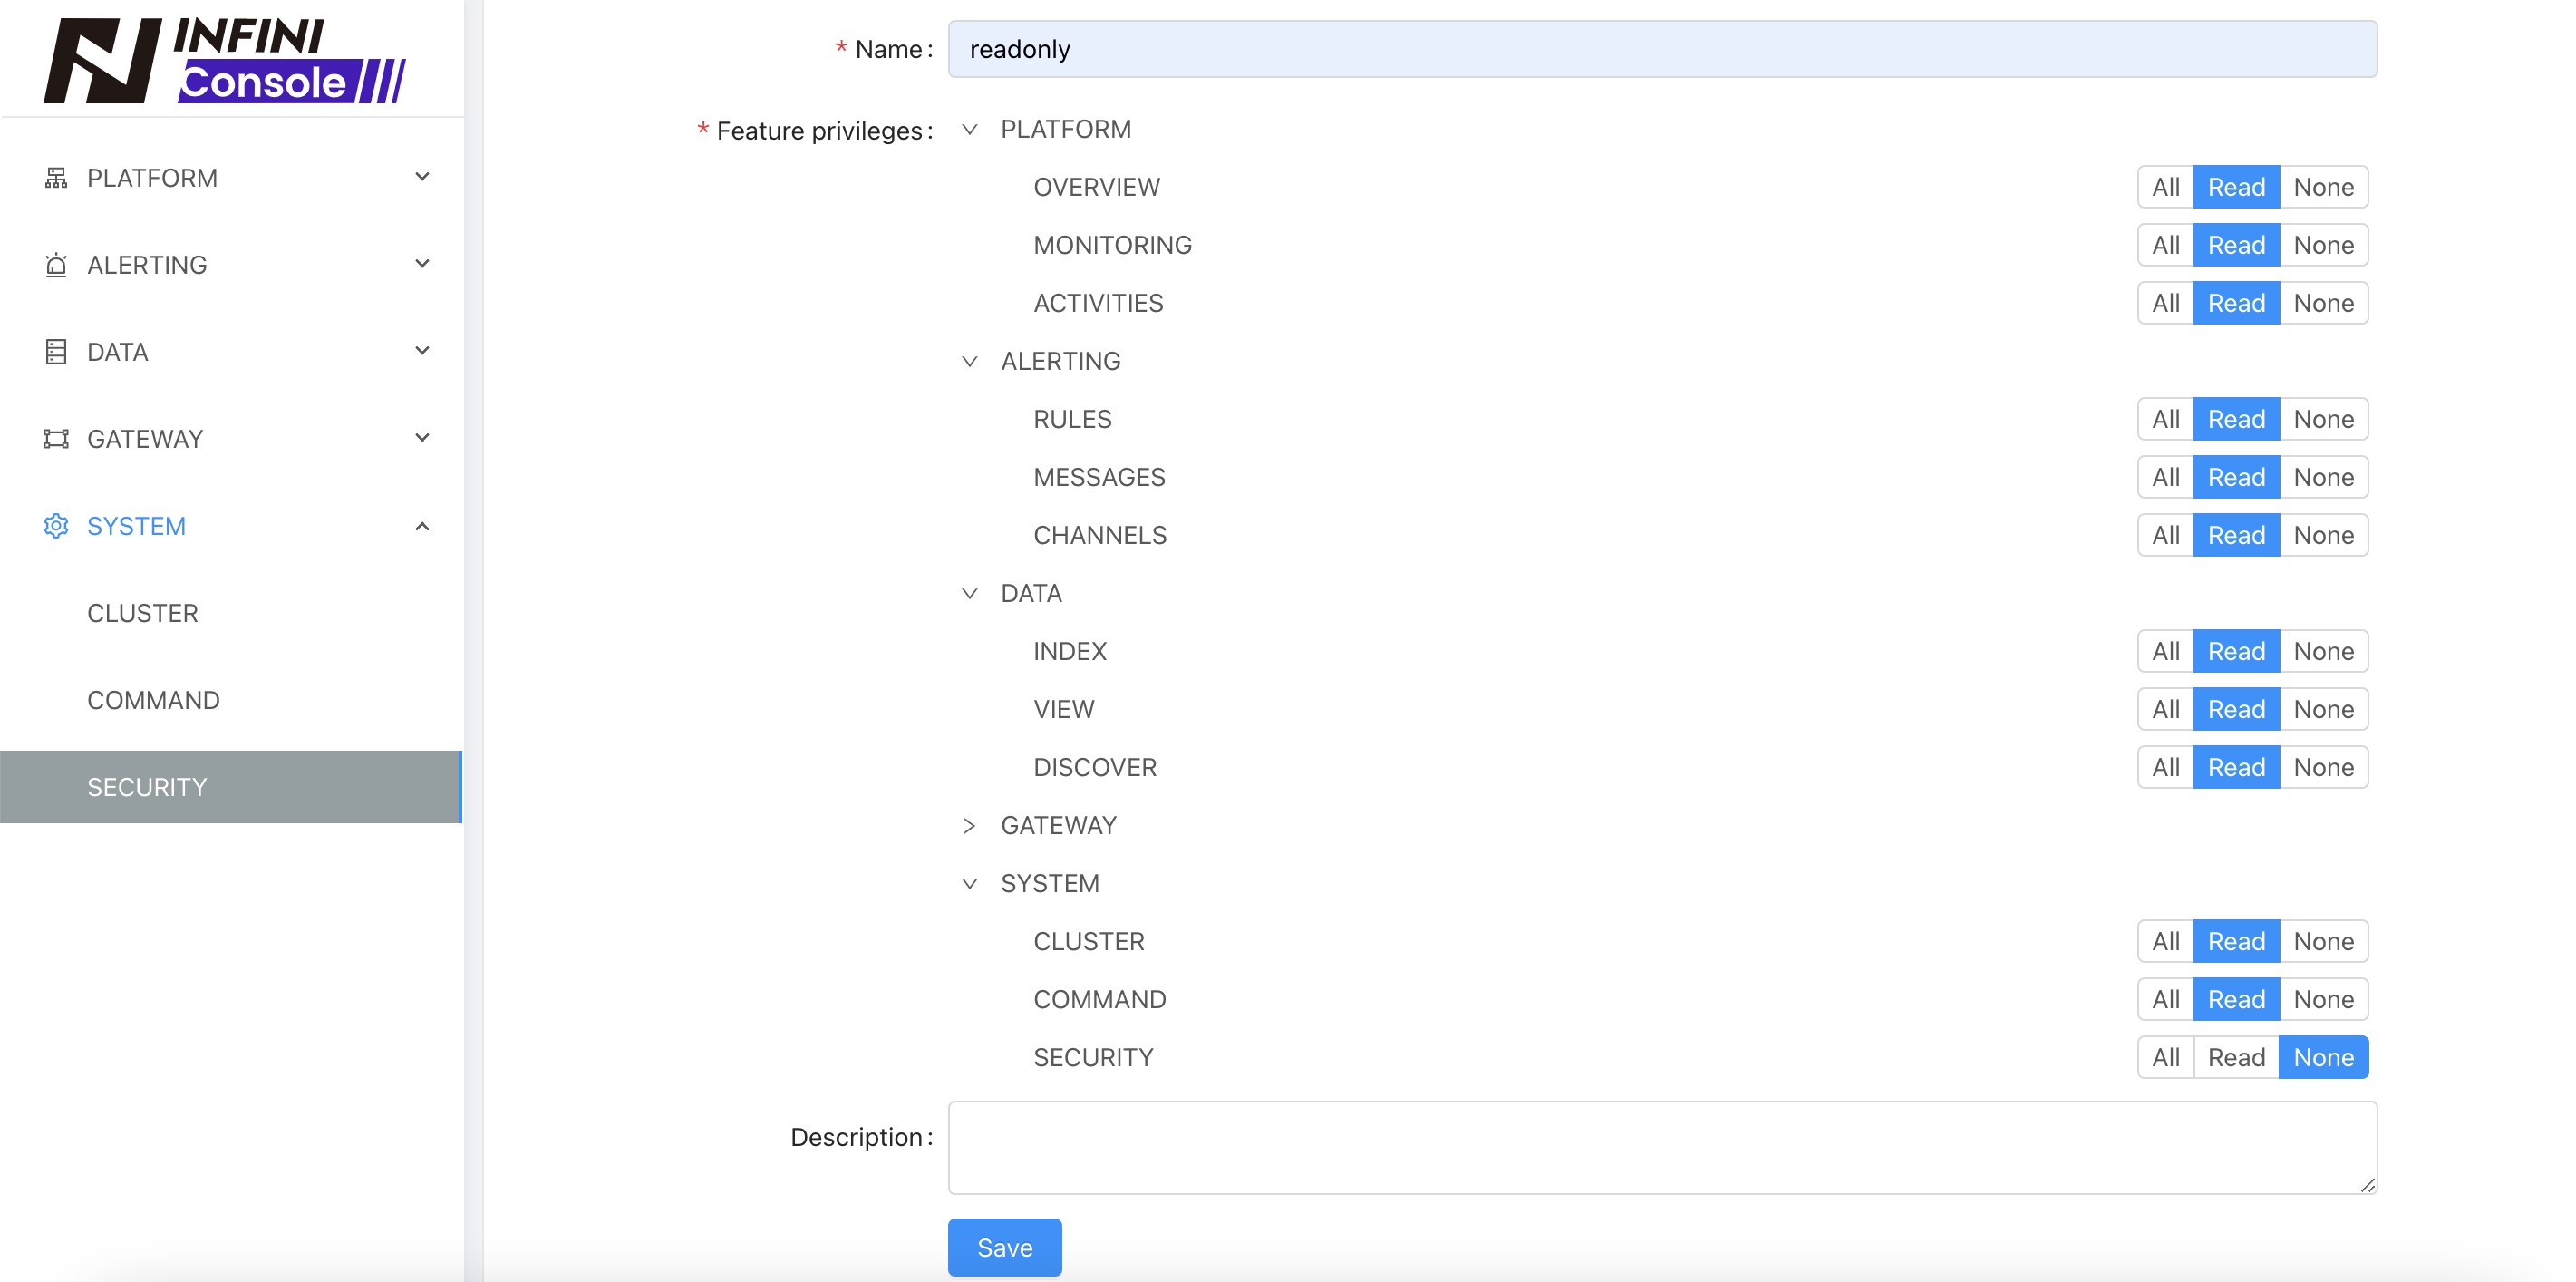 INFINI
Console
PLATFORM
ALERTING
DATA
GATEWAY
SYSTEM
CLUSTER
COMMAND
SECURITY
* Name: readonly
* Feature privileges: PLATFORM
OVERVIEW All Read None
MONITORING All Read None
ACTIVITIES All Read None
ALERTING
RULES All Read None
MESSAGES All Read None
CHANNELS All Read None
DATA
INDEX All Read None
VIEW All Read None
DISCOVER All Read None
GATEWAY
SYSTEM
CLUSTER All Read None
COMMAND All Read None
SECURITY All Read None
Description:
Save